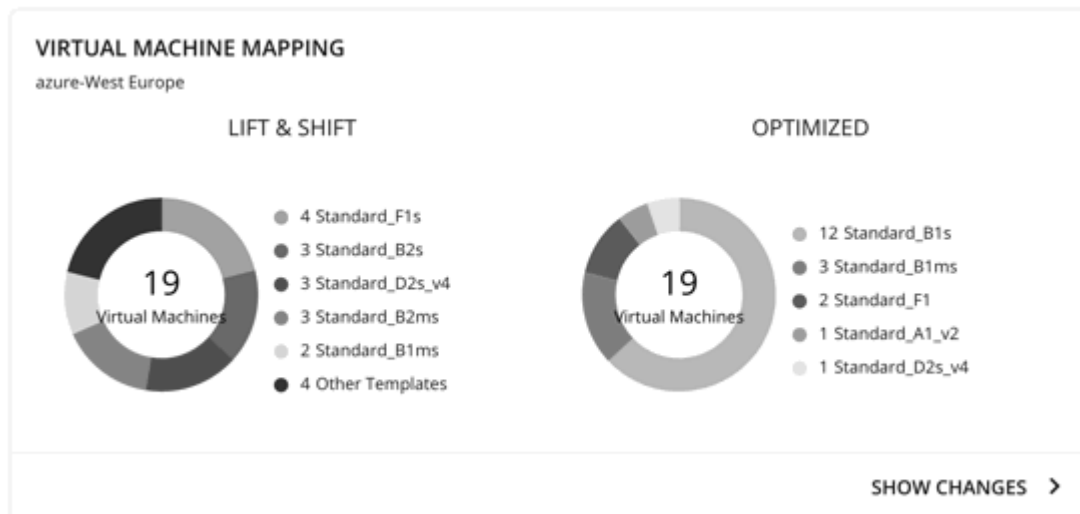 VIRTUAL MACHINE MAPPING
azure-West Europe
LIFT & SHIFT
19
Virtual Machines
4 Standard_F1s
3 Standard_B2s
3 Standard_D2s_v4
3 Standard_B2ms
2 Standard_B1ms
4 Other Templates
OPTIMIZED
19
Virtual Machines
12 Standard_B1s
3 Standard_B1ms
2 Standard_F1
1 Standard_A1_v2
1 Standard_D2s_v4
SHOW CHANGES